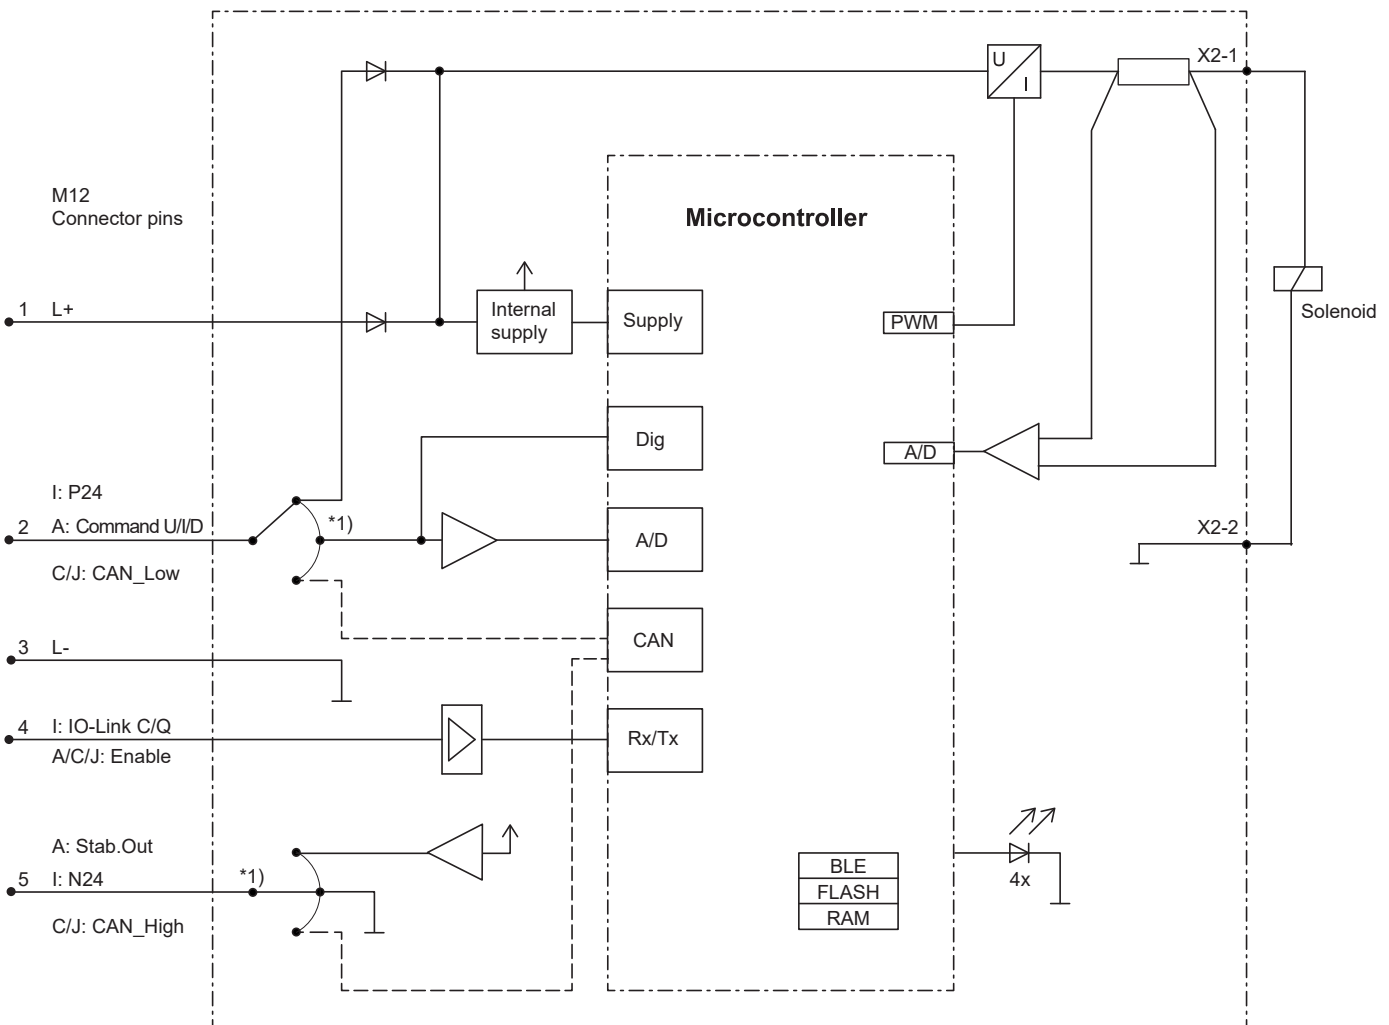 U
I
X2-1
M12
Connector pins
Microcontroller
1 L+
Internal
supply
Supply
PWM
Solenoid
Dig
A/D
I: P24
2 A: Command U/I/D
*1)
A/D
X2-2
C/J: CAN_Low
CAN
3 L-
4 I: IO-Link C/Q
A/C/J: Enable
Rx/Tx
A: Stab.Out
5 I: N24
*1)
C/J: CAN_High
BLE
FLASH
RAM
4x